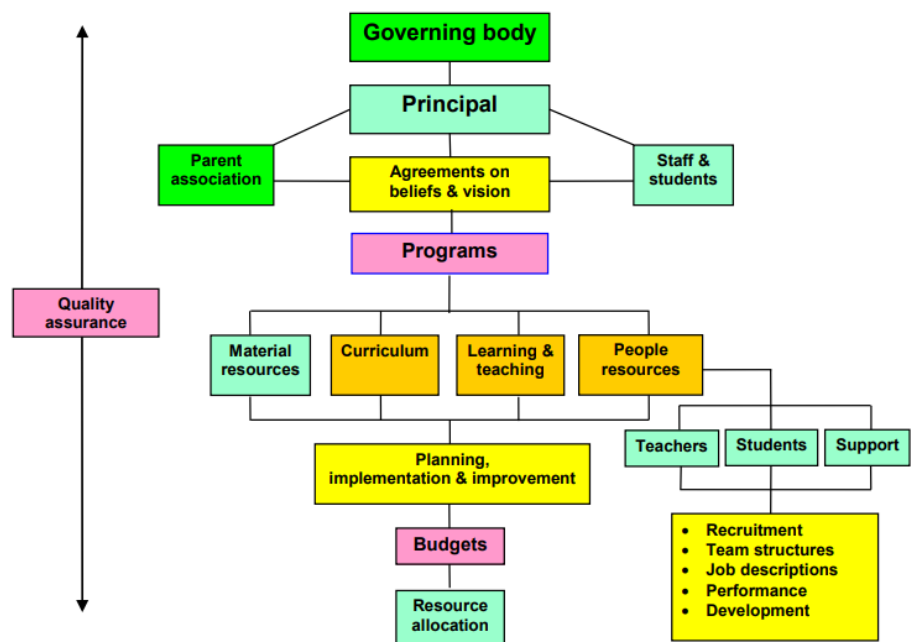 Governing body
Principal
Parent
association
Agreements on
beliefs & vision
Staff &
students
Programs
Quality
assurance
Material
resources
Curriculum
Learning &
teaching
People
resources
Teachers
Students
Support
Planning,
implementation & improvement
Budgets
Resource
allocation
• Recruitment
• Team structures
• Job descriptions
• Performance
• Development